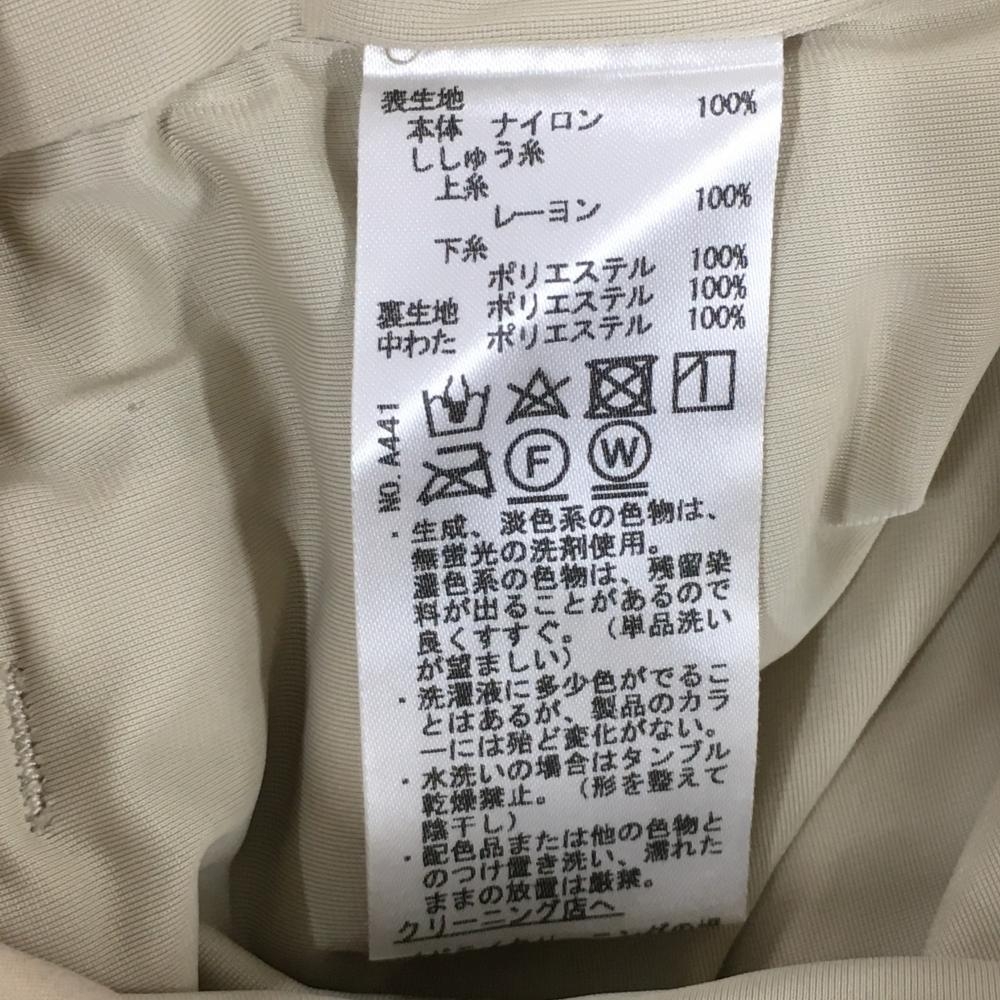 表生地
本体 ナイロン 100%
ししゅう糸
上糸
レーヨン 100%
下糸
ポリエステル 100%
裏生地 ポリエステル 100%
中わた ポリエステル 100%
NO. A441
F W
・生成、淡色系の色物は、
無蛍光の洗剤使用。
濃色系の色物は、残留染
料が出ることがあるので
良くすすぐ。（単品洗い
が望ましい）
・洗濯液に多少色がでるこ
とはあるが、製品のカラ
ーには殆ど変化がない。
・水洗いの場合はタンブル
乾燥禁止。（形を整えて
陰干し）
・配色品または他の色物と
のつけ置き洗い、濡れた
ままの放置は厳禁。
クリーニング店へ